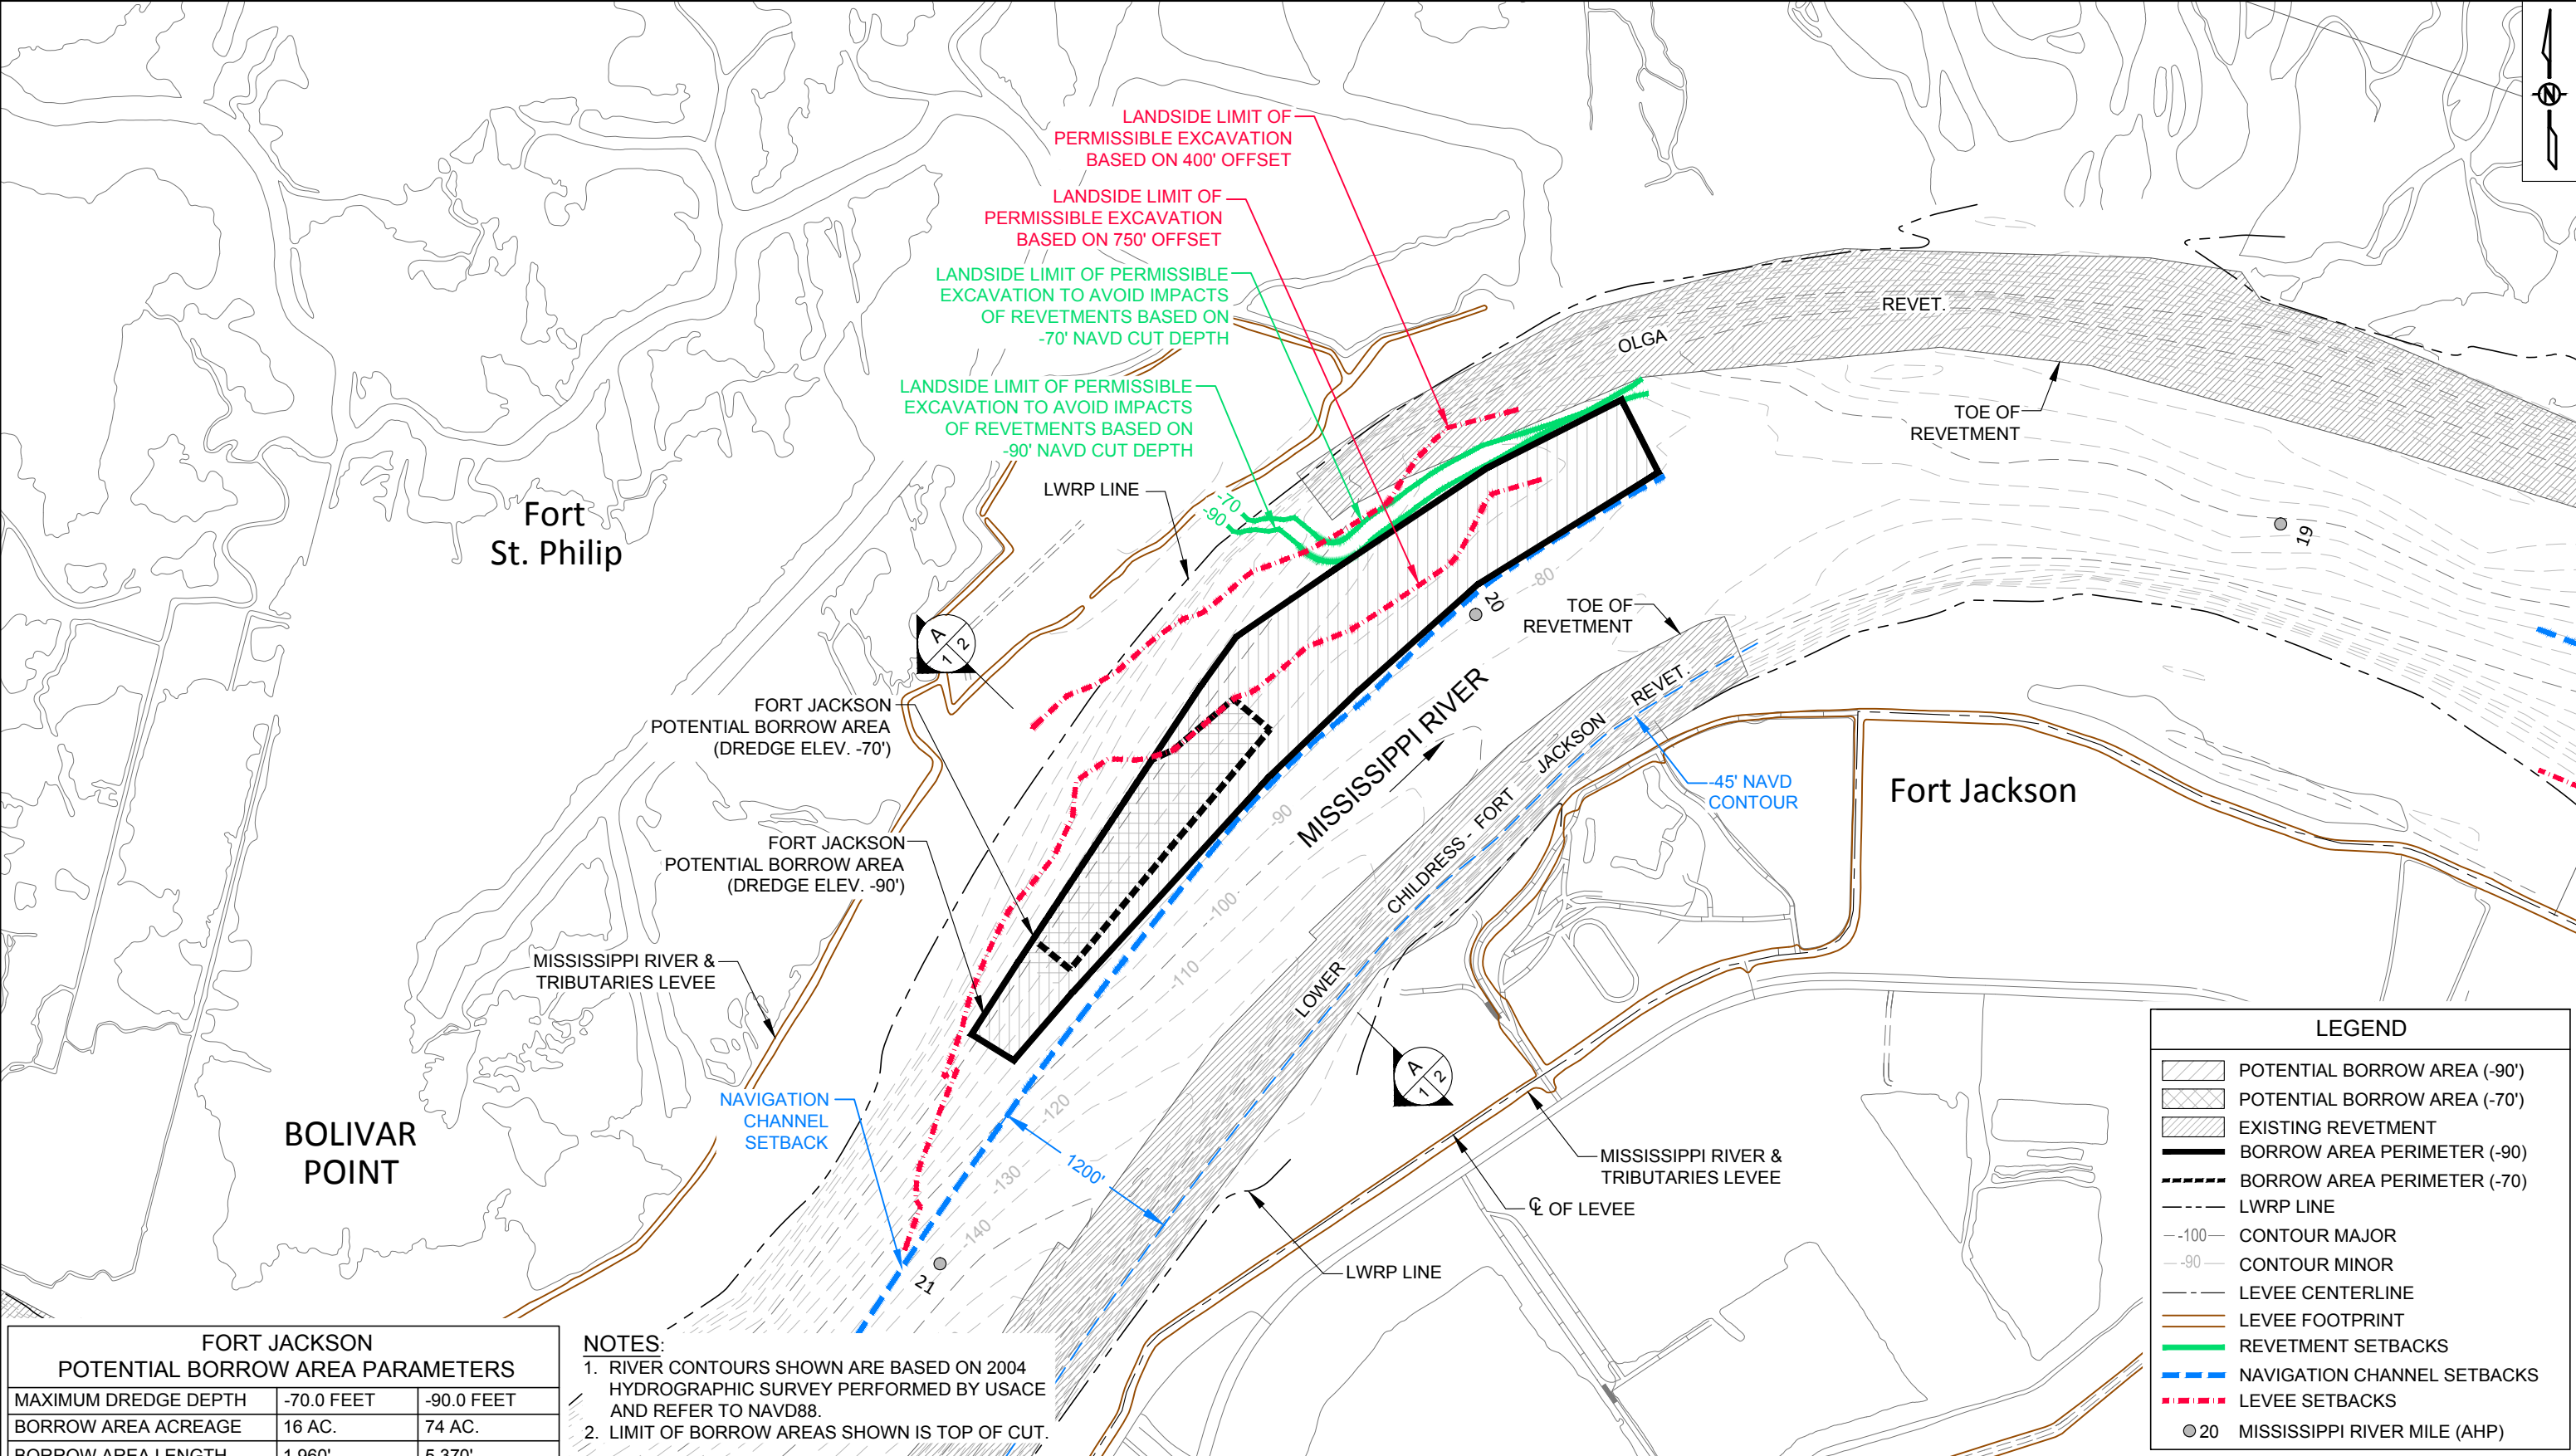 N
LANDSIDE LIMIT OF
PERMISSIBLE EXCAVATION
BASED ON 400' OFFSET
LANDSIDE LIMIT OF
PERMISSIBLE EXCAVATION
BASED ON 750' OFFSET
LANDSIDE LIMIT OF PERMISSIBLE
EXCAVATION TO AVOID IMPACTS
OF REVETMENTS BASED ON
-70' NAVD CUT DEPTH
LANDSIDE LIMIT OF PERMISSIBLE
EXCAVATION TO AVOID IMPACTS
OF REVETMENTS BASED ON
-90' NAVD CUT DEPTH
REVET.
OLGA
TOE OF
REVETMENT
LWRP LINE
-70
-90
Fort
St. Philip
19
-80
20
TOE OF
REVETMENT
A
1 2
FORT JACKSON
POTENTIAL BORROW AREA
(DREDGE ELEV. -70')
MISSISSIPPI RIVER
REVET.
JACKSON
FORT
CHILDRESS -
LOWER
-45' NAVD
CONTOUR
Fort Jackson
-90
FORT JACKSON
POTENTIAL BORROW AREA
(DREDGE ELEV. -90')
-100
-110
MISSISSIPPI RIVER &
TRIBUTARIES LEVEE
A
1 2
NAVIGATION
CHANNEL
SETBACK
-120
1200'
-130
-140
BOLIVAR
POINT
MISSISSIPPI RIVER &
TRIBUTARIES LEVEE
℄ OF LEVEE
LWRP LINE
21
FORT JACKSON
POTENTIAL BORROW AREA PARAMETERS
MAXIMUM DREDGE DEPTH -70.0 FEET -90.0 FEET
BORROW AREA ACREAGE 16 AC. 74 AC.
BORROW AREA LENGTH 1,960' 5,370'
NOTES:
1. RIVER CONTOURS SHOWN ARE BASED ON 2004
HYDROGRAPHIC SURVEY PERFORMED BY USACE
AND REFER TO NAVD88.
2. LIMIT OF BORROW AREAS SHOWN IS TOP OF CUT.
LEGEND
POTENTIAL BORROW AREA (-90')
POTENTIAL BORROW AREA (-70')
EXISTING REVETMENT
BORROW AREA PERIMETER (-90)
BORROW AREA PERIMETER (-70)
LWRP LINE
-100 CONTOUR MAJOR
-90 CONTOUR MINOR
LEVEE CENTERLINE
LEVEE FOOTPRINT
REVETMENT SETBACKS
NAVIGATION CHANNEL SETBACKS
LEVEE SETBACKS
20 MISSISSIPPI RIVER MILE (AHP)